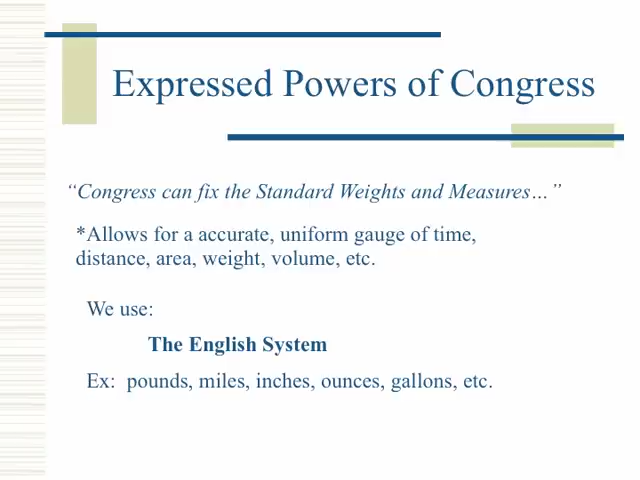 Expressed Powers of Congress
“Congress can fix the Standard Weights and Measures…”
*Allows for a accurate, uniform gauge of time,
distance, area, weight, volume, etc.
We use:
The English System
Ex: pounds, miles, inches, ounces, gallons, etc.